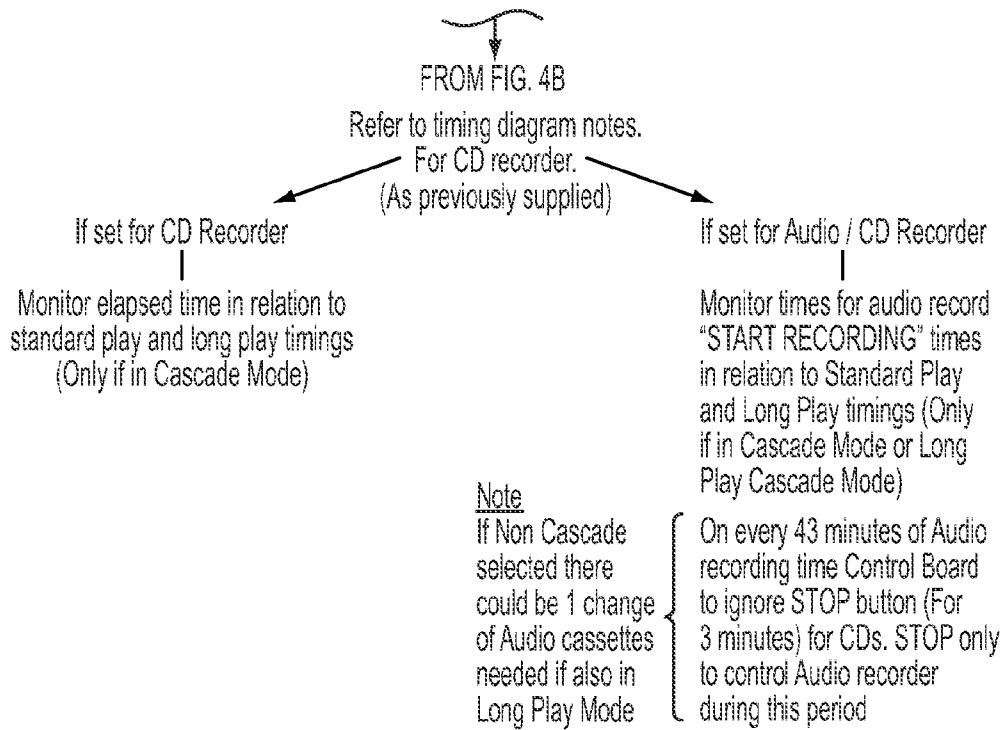 FROM FIG. 4B
Refer to timing diagram notes.
For CD recorder.
(As previously supplied)
If set for CD Recorder
Monitor elapsed time in relation to
standard play and long play timings
(Only if in Cascade Mode)
If set for Audio / CD Recorder
Monitor times for audio record
“START RECORDING” times
in relation to Standard Play
and Long Play timings (Only
if in Cascade Mode or Long
Play Cascade Mode)
Note
If Non Cascade
selected there
could be 1 change
of Audio cassettes
needed if also in
Long Play Mode
On every 43 minutes of Audio
recording time Control Board
to ignore STOP button (For
3 minutes) for CDs. STOP only
to control Audio recorder
during this period